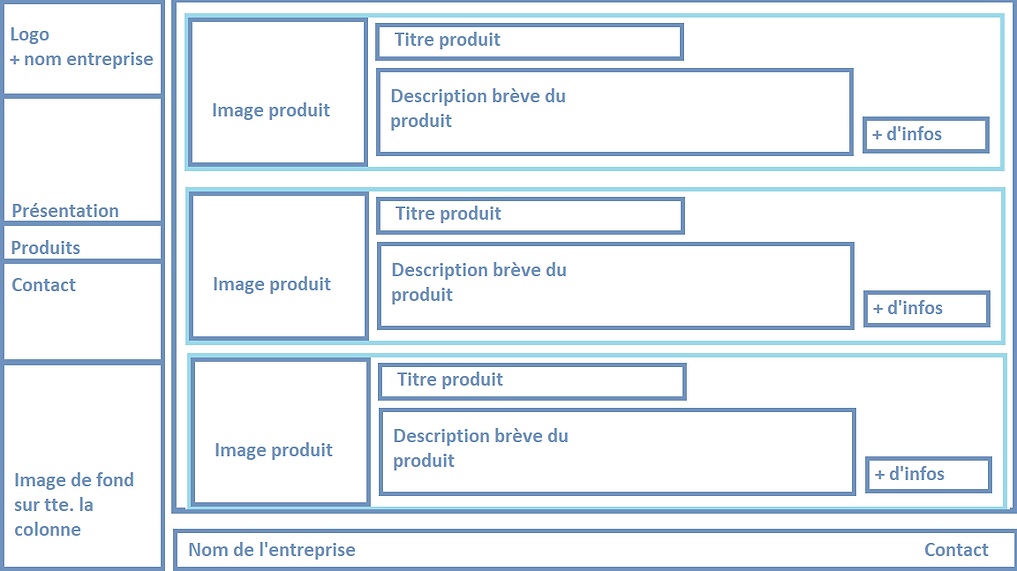 Logo
+ nom entreprise
Présentation
Produits
Contact
Image de fond
sur tte. la
colonne
Image produit
Titre produit
Description brève du
produit
+ d'infos
Image produit
Titre produit
Description brève du
produit
+ d'infos
Image produit
Titre produit
Description brève du
produit
+ d'infos
Nom de l'entreprise
Contact